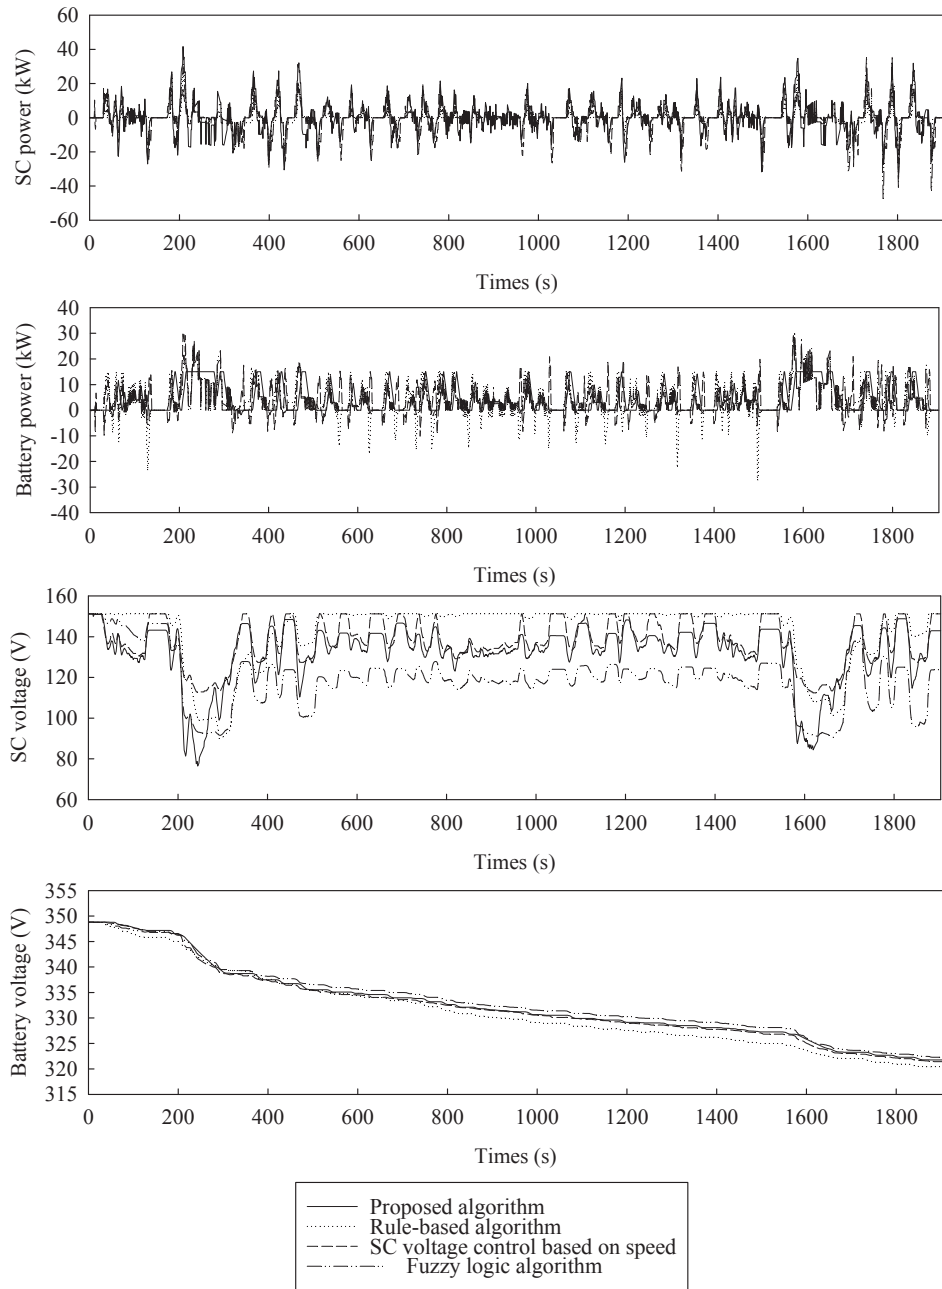 60
40
20
0
-20
-40
-60
SC power (kW)
0 200 400 600 800 1000 1200 1400 1600 1800
Times (s)
40
30
20
10
0
-10
-20
-30
-40
Battery power (kW)
0 200 400 600 800 1000 1200 1400 1600 1800
Times (s)
160
140
120
100
80
60
SC voltage (V)
0 200 400 600 800 1000 1200 1400 1600 1800
Times (s)
355
350
345
340
335
330
325
320
315
Battery voltage (V)
0 200 400 600 800 1000 1200 1400 1600 1800
Times (s)
Proposed algorithm
Rule-based algorithm
SC voltage control based on speed
Fuzzy logic algorithm